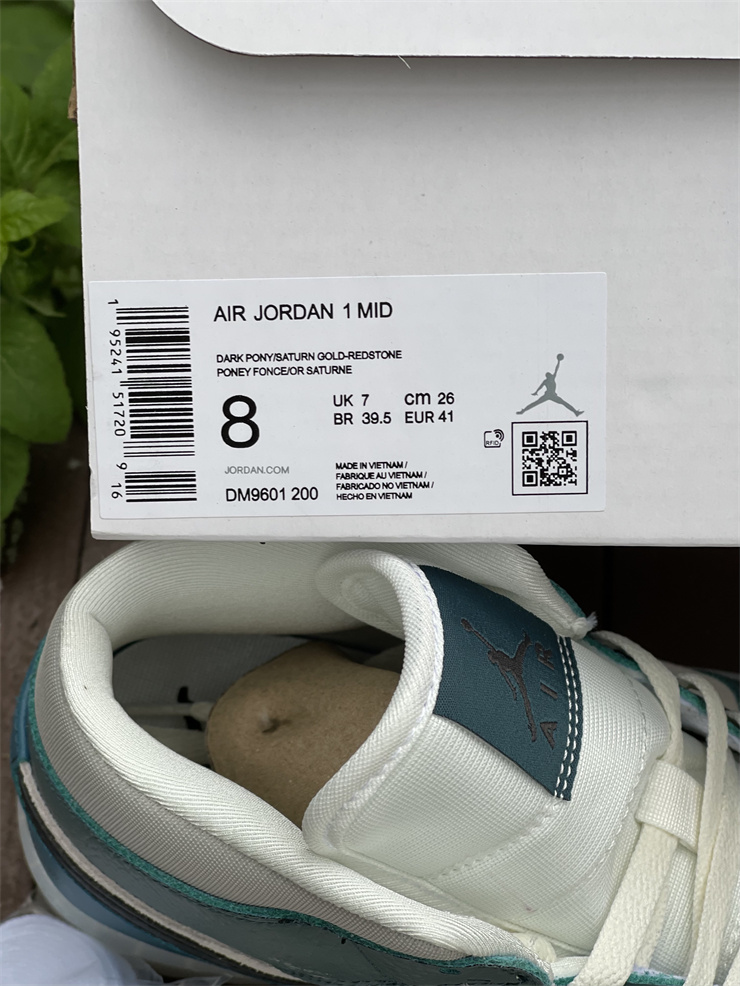 AIR JORDAN 1 MID
DARK PONY/SATURN GOLD-REDSTONE
PONEY FONCE/OR SATURNE
8
UK 7 cm 26
BR 39.5 EUR 41
RFID
JORDAN.COM
DM9601 200
MADE IN VIETNAM /
FABRIQUE AU VIETNAM /
FABRICADO NO VIETNAM /
HECHO EN VIETNAM
1 95241 51720 9 16
AIR